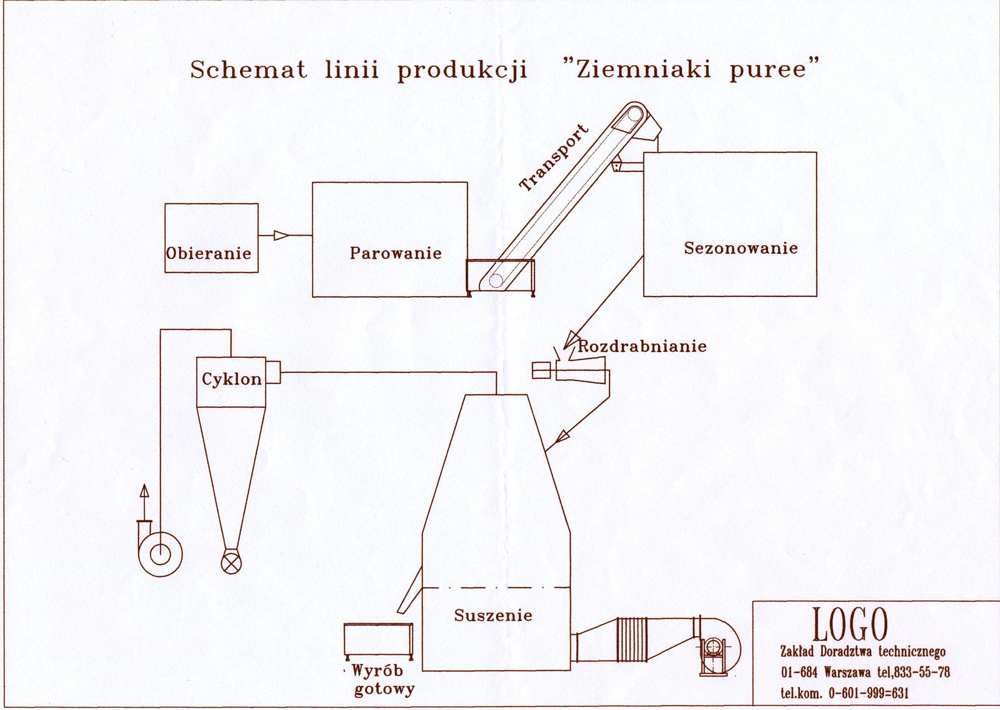 Schemat linii produkcji "Ziemniaki puree"
Transport
Obieranie
Parowanie
Sezonowanie
Rozdrabnianie
Cyklon
Suszenie
Wyrób
gotowy
LOGO
Zakład Doradztwa technicznego
01-684 Warszawa tel,833-55-78
tel.kom. 0-601-999=631